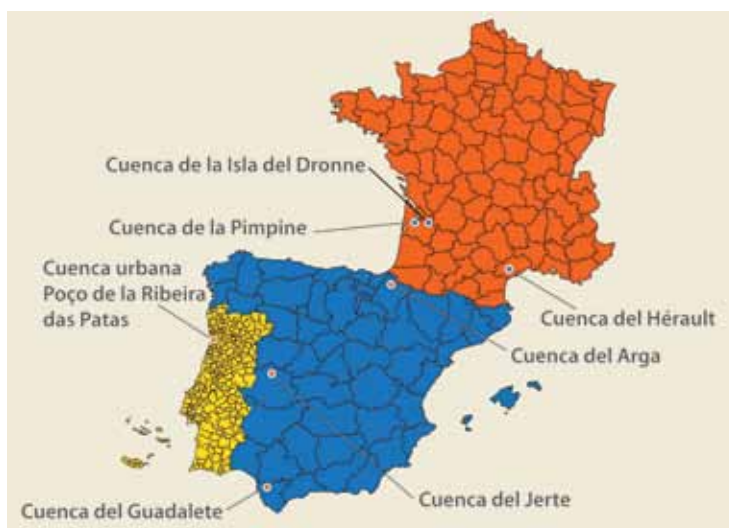 Cuenca de la Isla del Dronne
Cuenca de la Pimpine
Cuenca urbana
Poço de la Ribeira
das Patas
Cuenca del Hérault
Cuenca del Arga
Cuenca del Jerte
Cuenca del Guadalete